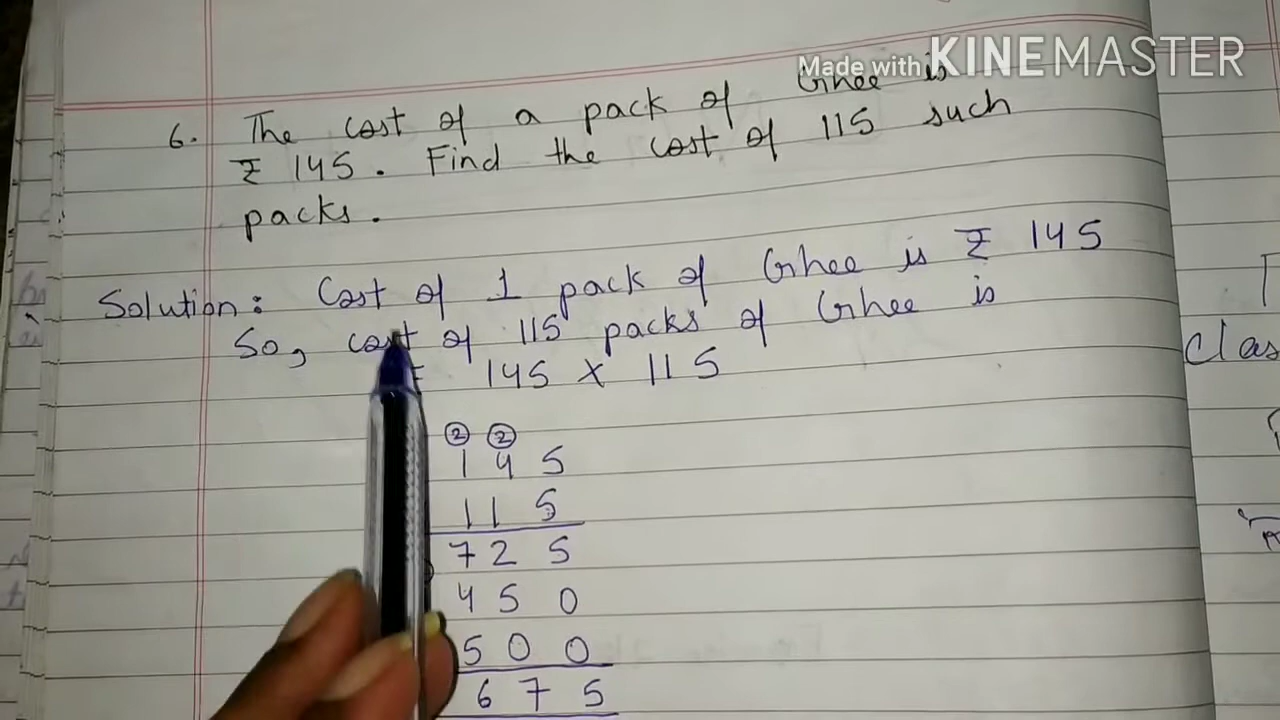 Made with KINEMASTER
6. The cost of a pack of Ghee is
₹ 145. Find the cost of 115 such
packs.
Solution: Cost of 1 pack of Ghee is ₹ 145
So, cost of 115 packs of Ghee is
145 x 115
2 2
1 4 5
1 1 5
7 2 5
4 5 0
5 0 0
6 7 5
Clas